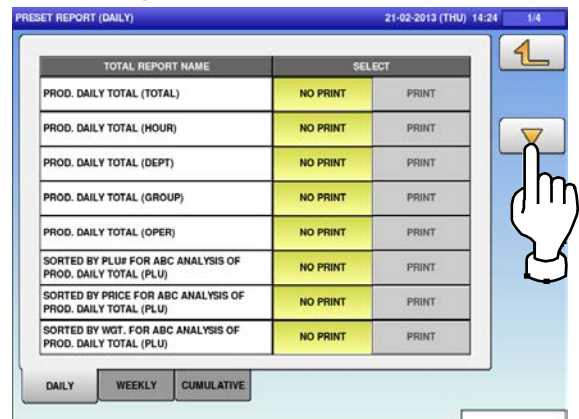 PRESET REPORT (DAILY) 21-02-2013 (THU) 14:24 1/4
TOTAL REPORT NAME SELECT
PROD. DAILY TOTAL (TOTAL) NO PRINT PRINT
PROD. DAILY TOTAL (HOUR) NO PRINT PRINT
PROD. DAILY TOTAL (DEPT) NO PRINT PRINT
PROD. DAILY TOTAL (GROUP) NO PRINT PRINT
PROD. DAILY TOTAL (OPER) NO PRINT PRINT
SORTED BY PLU# FOR ABC ANALYSIS OF
PROD. DAILY TOTAL (PLU) NO PRINT PRINT
SORTED BY PRICE FOR ABC ANALYSIS OF
PROD. DAILY TOTAL (PLU) NO PRINT PRINT
SORTED BY WGT. FOR ABC ANALYSIS OF
PROD. DAILY TOTAL (PLU) NO PRINT PRINT
DAILY WEEKLY CUMULATIVE